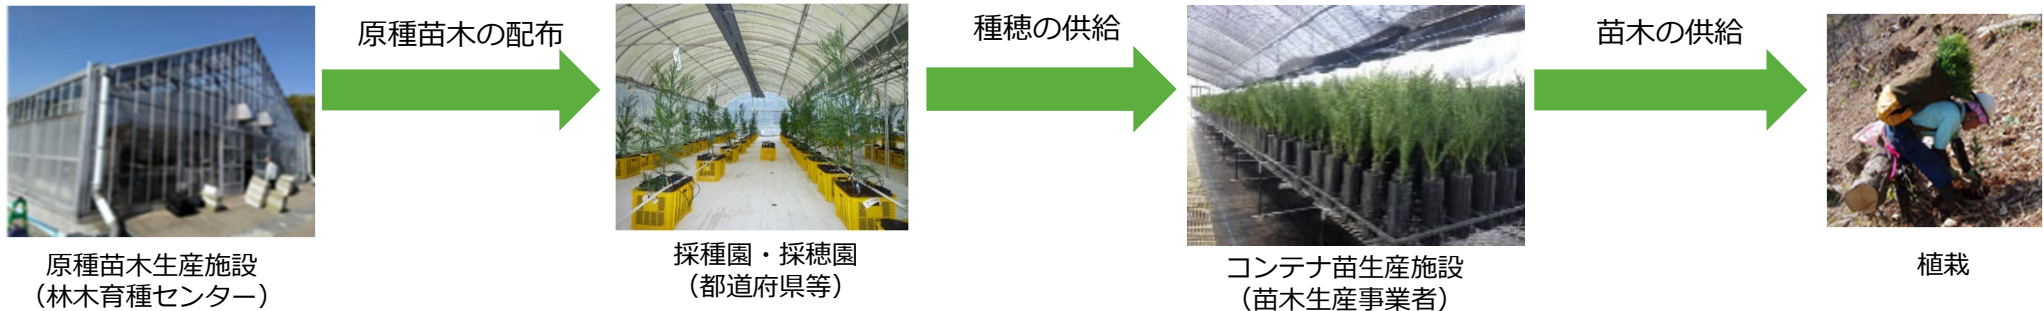 原種苗木の配布
種穂の供給
苗木の供給
原種苗木生産施設
（林木育種センター）
採種園・採穂園
（都道府県等）
コンテナ苗生産施設
（苗木生産事業者）
植栽